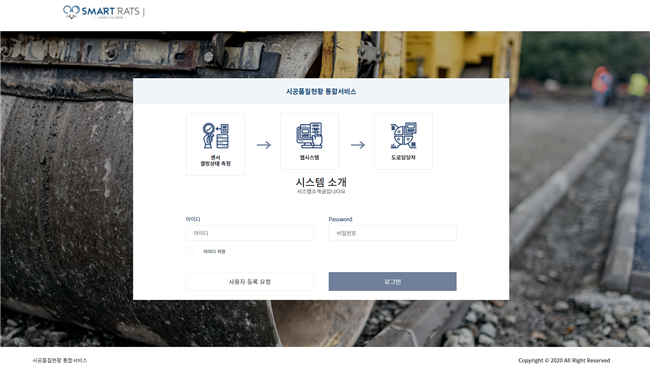 SMART RATS
시공품질현황 통합서비스
센서
결빙상태 측정
웹시스템
도로담당자
시스템 소개
시스템소개글입니다요
아이디
Password
아이디
비밀번호
아이디 저장
사용자 등록 요청
로그인
시공품질현황 통합서비스
Copyright © 2020 All Right Reserved